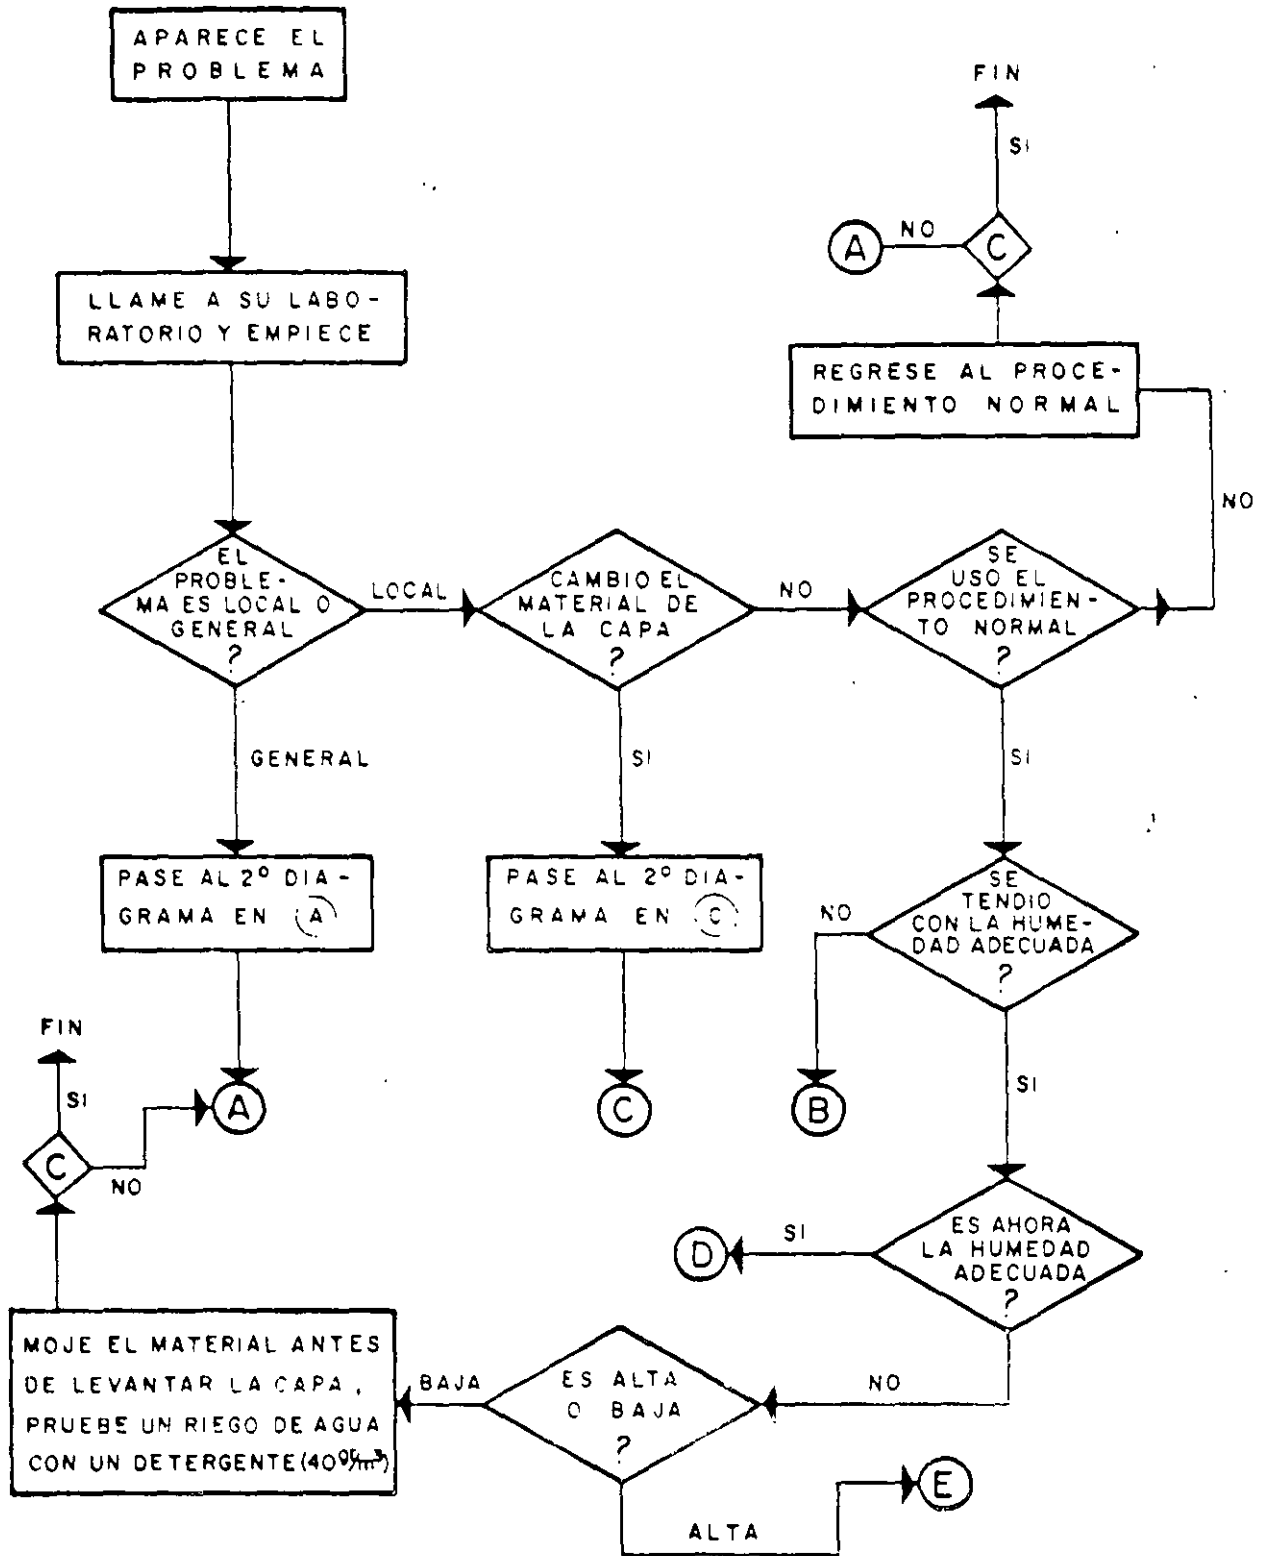 APARECE EL
PROBLEMA
FIN
SI
A
NO
C
LLAME A SU LABO-
RATORIO Y EMPIECE
REGRESE AL PROCE-
DIMIENTO NORMAL
NO
EL
PROBLE-
MA ES LOCAL O
GENERAL
?
LOCAL
CAMBIO EL
MATERIAL DE
LA CAPA
?
NO
SE
USO EL
PROCEDIMIEN-
TO NORMAL
?
GENERAL
SI
SI
PASE AL 2º DIA-
GRAMA EN A
PASE AL 2º DIA-
GRAMA EN C
NO
SE
TENDIO
CON LA HUME-
DAD ADECUADA
?
FIN
SI
C
NO
A
C
B
SI
D
SI
ES AHORA
LA HUMEDAD
ADECUADA
?
MOJE EL MATERIAL ANTES
DE LEVANTAR LA CAPA,
PRUEBE UN RIEGO DE AGUA
CON UN DETERGENTE (40 gr/m³)
BAJA
ES ALTA
O BAJA
?
NO
ALTA
E